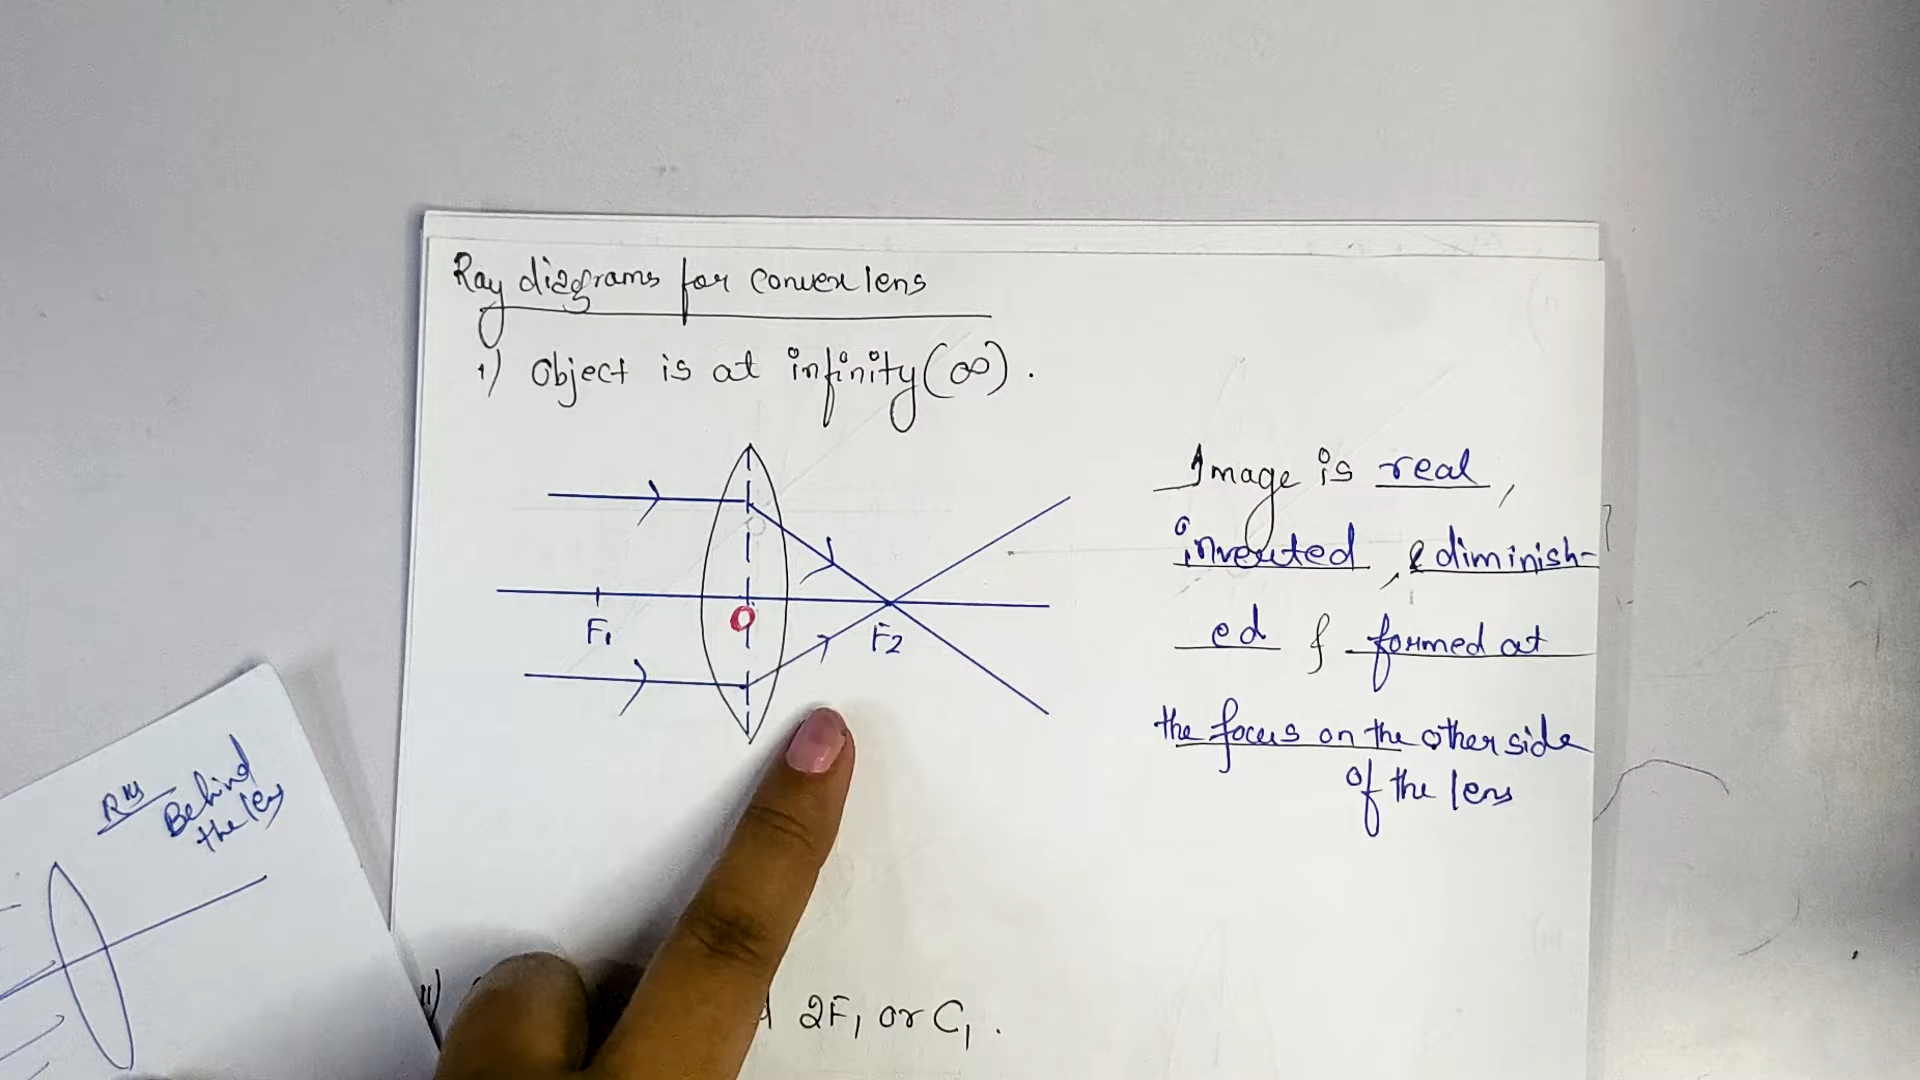 Ray diagrams for convex lens
1) Object is at infinity (∞).
O
F₁
F₂
Image is real,
inverted, & diminish-
ed & formed at
the focus on the other side
of the lens
Behind
the
ii)
2F₁ or C₁.